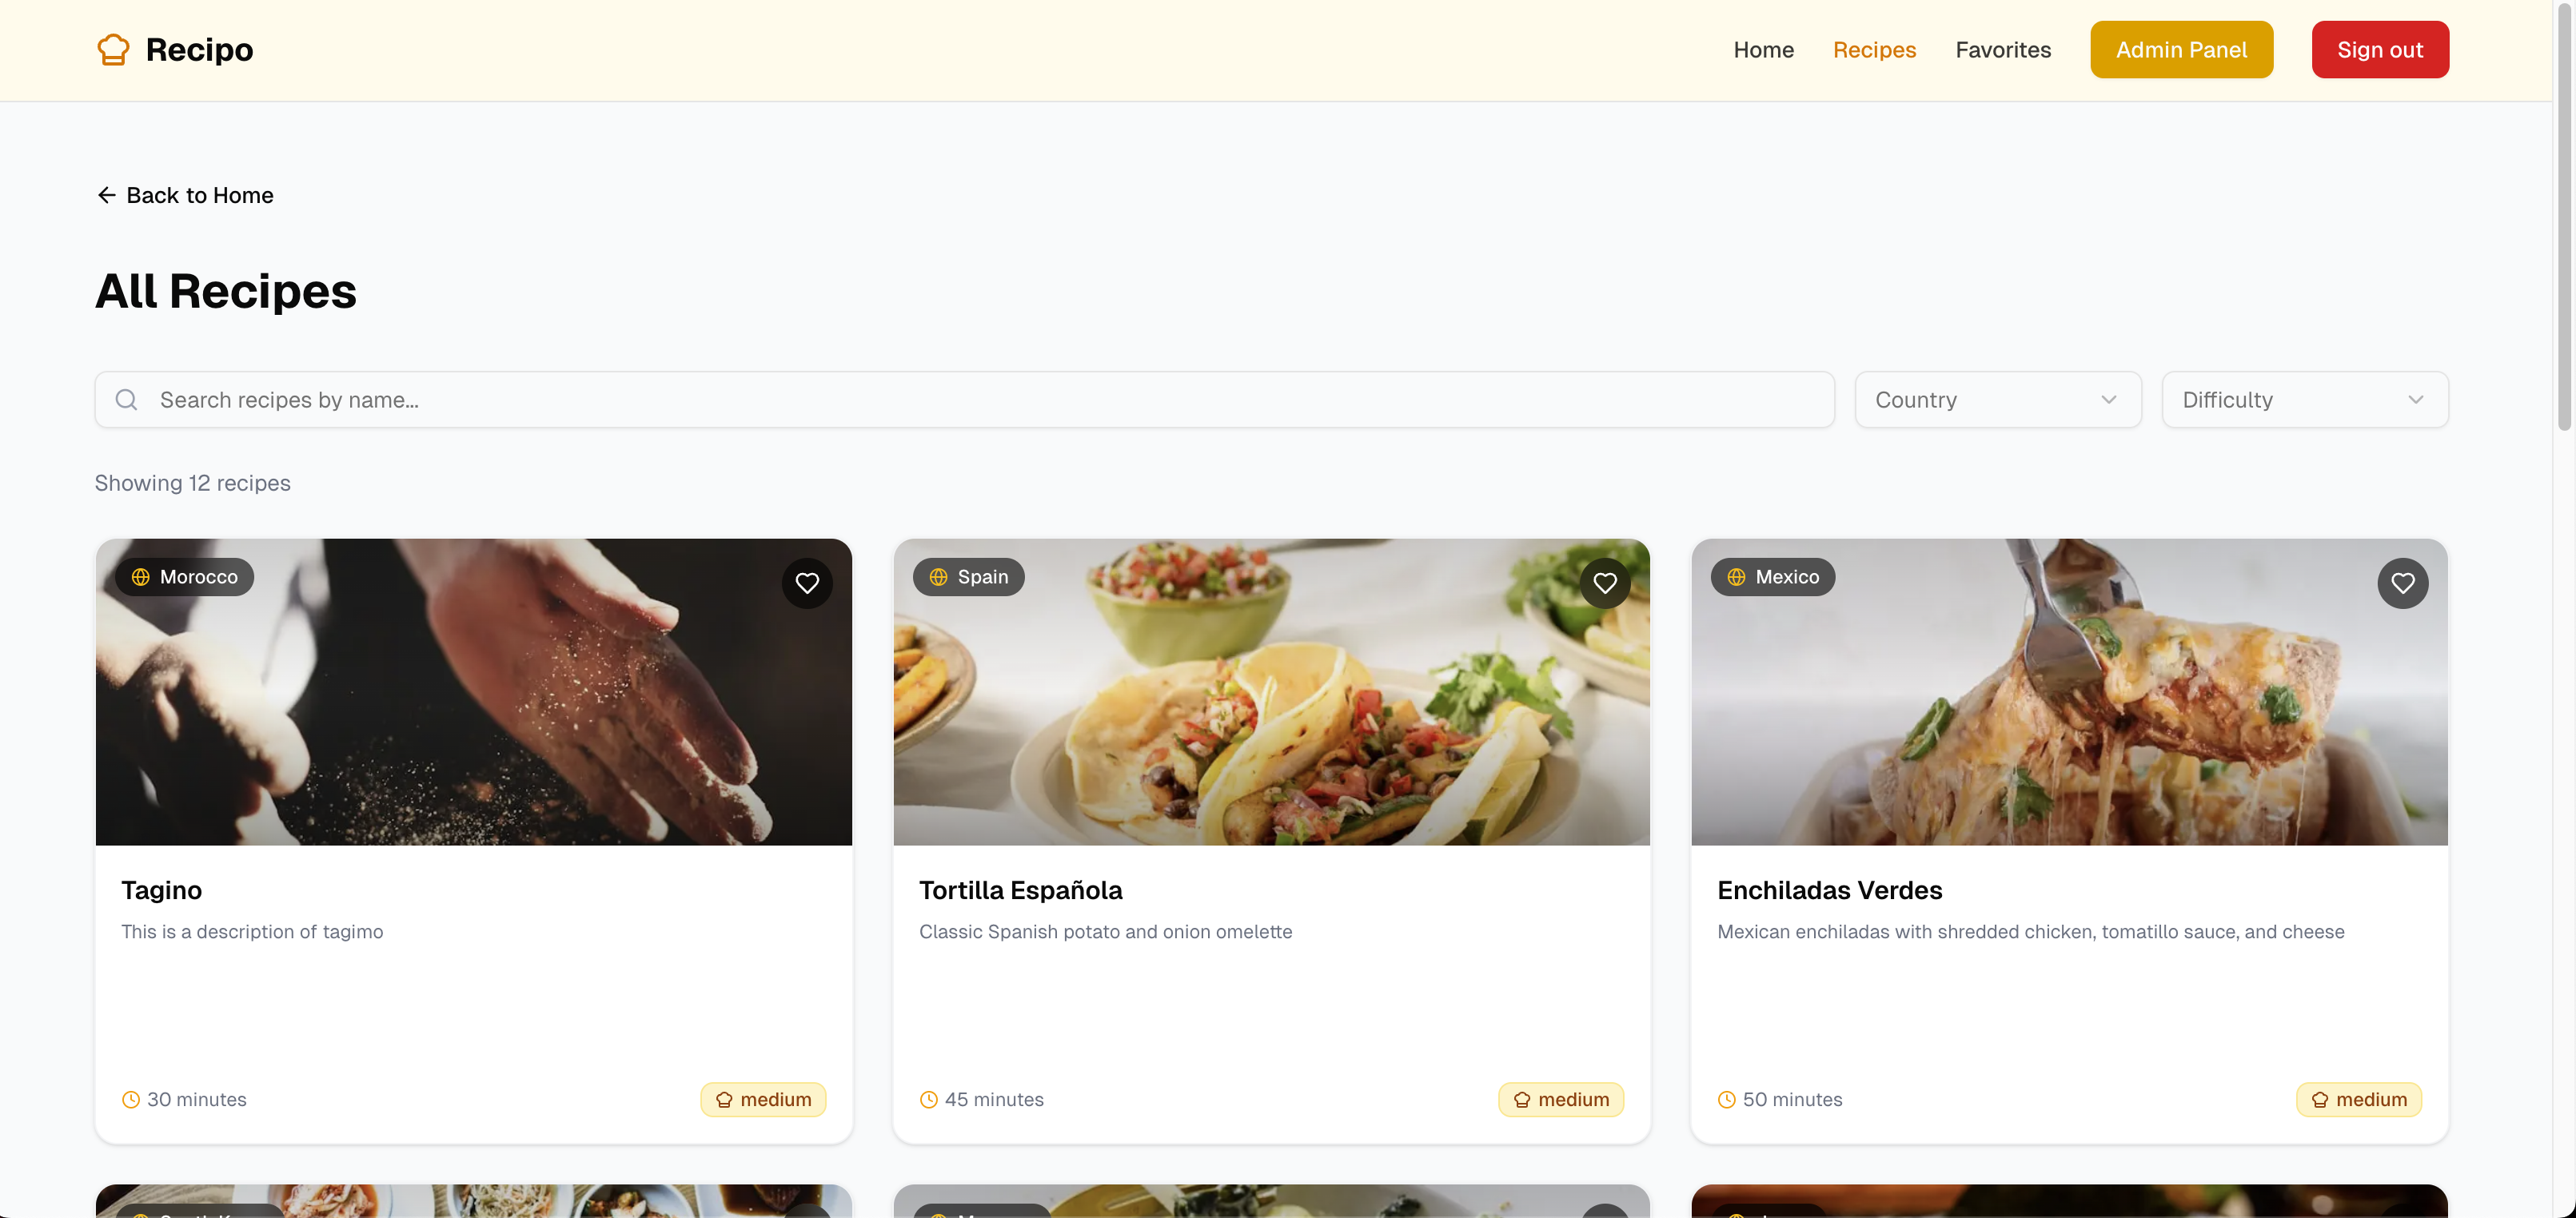 Recipo
Home Recipes Favorites Admin Panel Sign out
Back to Home
All Recipes
Search recipes by name...
Country
Difficulty
Showing 12 recipes
Morocco
Spain
Mexico
Tagino
This is a description of tagimo
30 minutes
medium
Tortilla Española
Classic Spanish potato and onion omelette
45 minutes
medium
Enchiladas Verdes
Mexican enchiladas with shredded chicken, tomatillo sauce, and cheese
50 minutes
medium